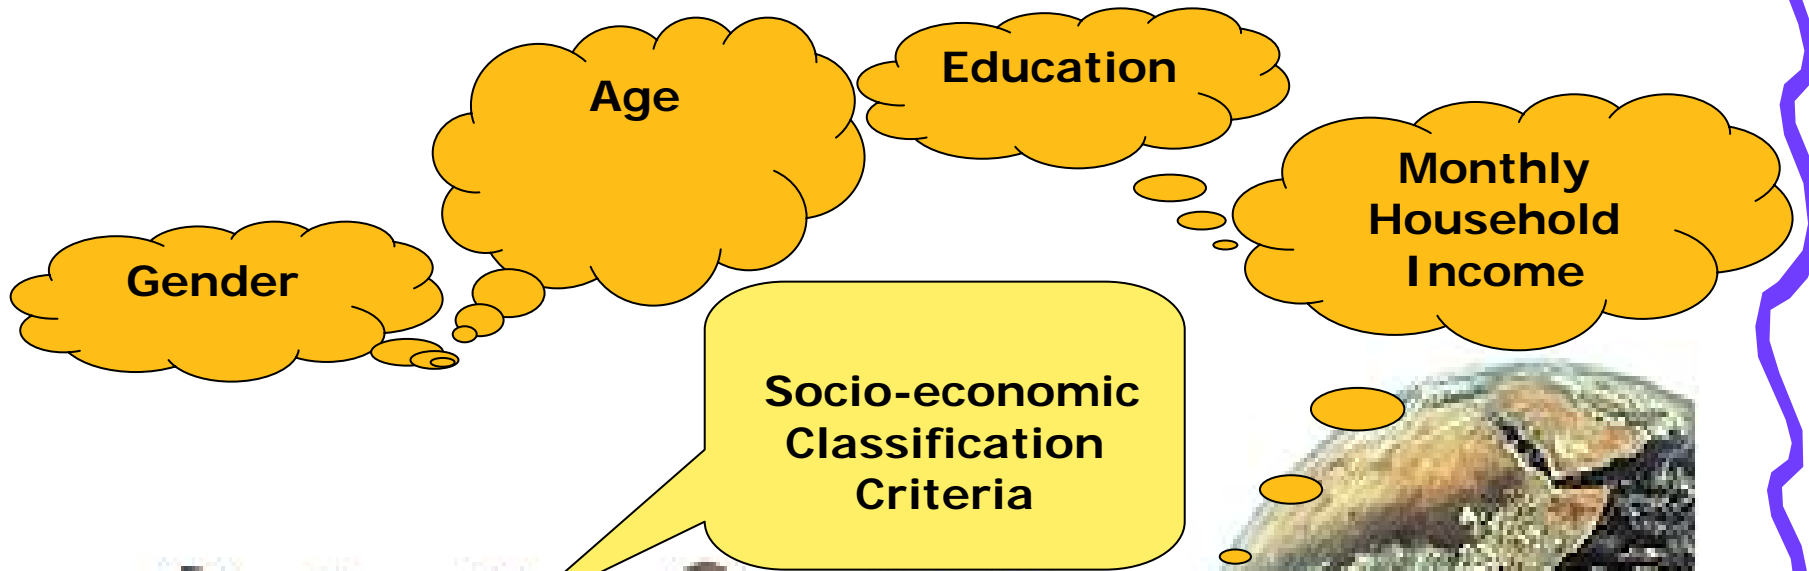 Education
Age
Monthly
Household
Income
Gender
Socio-economic
Classification
Criteria